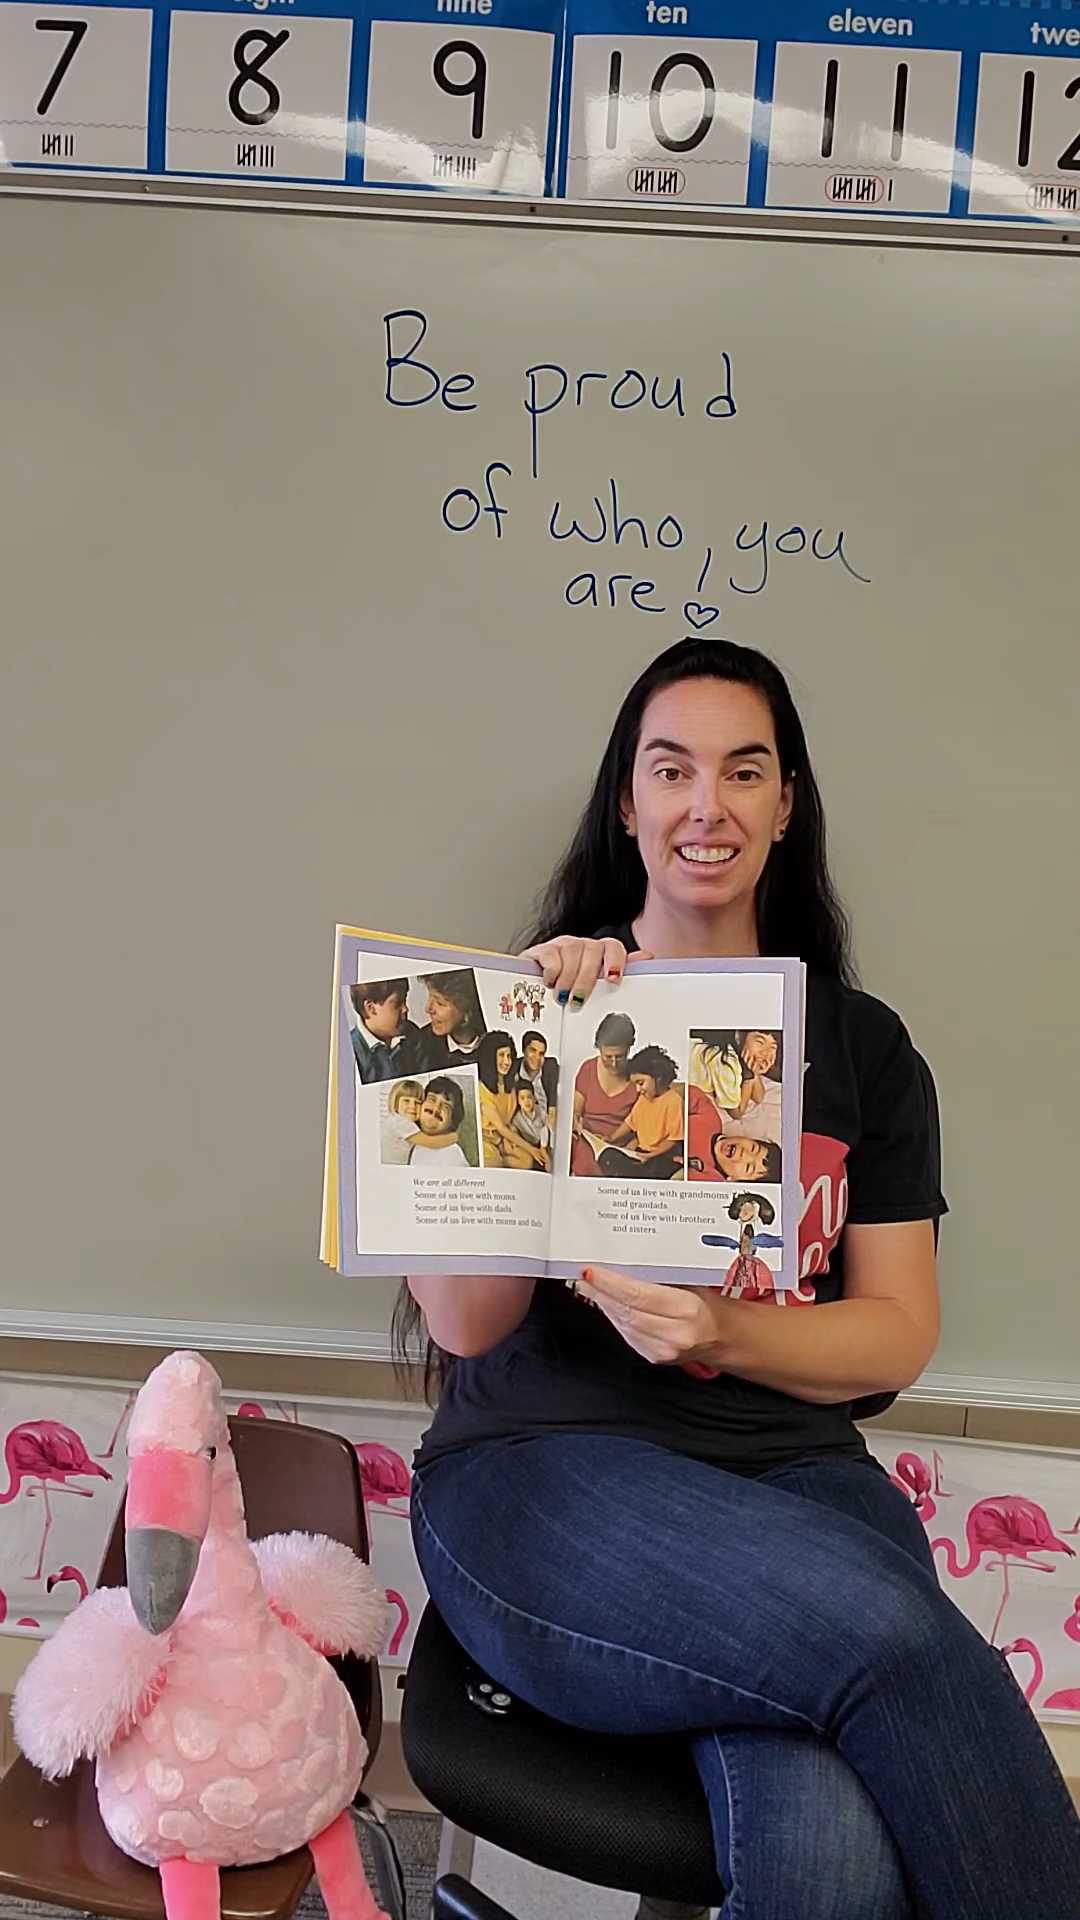 nine
ten
eleven
7
8
9
10
11
Be proud
of who, you
are!
We are all different
Some of us live with moms.
Some of us live with dads.
Some of us live with moms and dads.
Some of us live with grandmoms
and grandads.
Some of us live with brothers
and sisters.